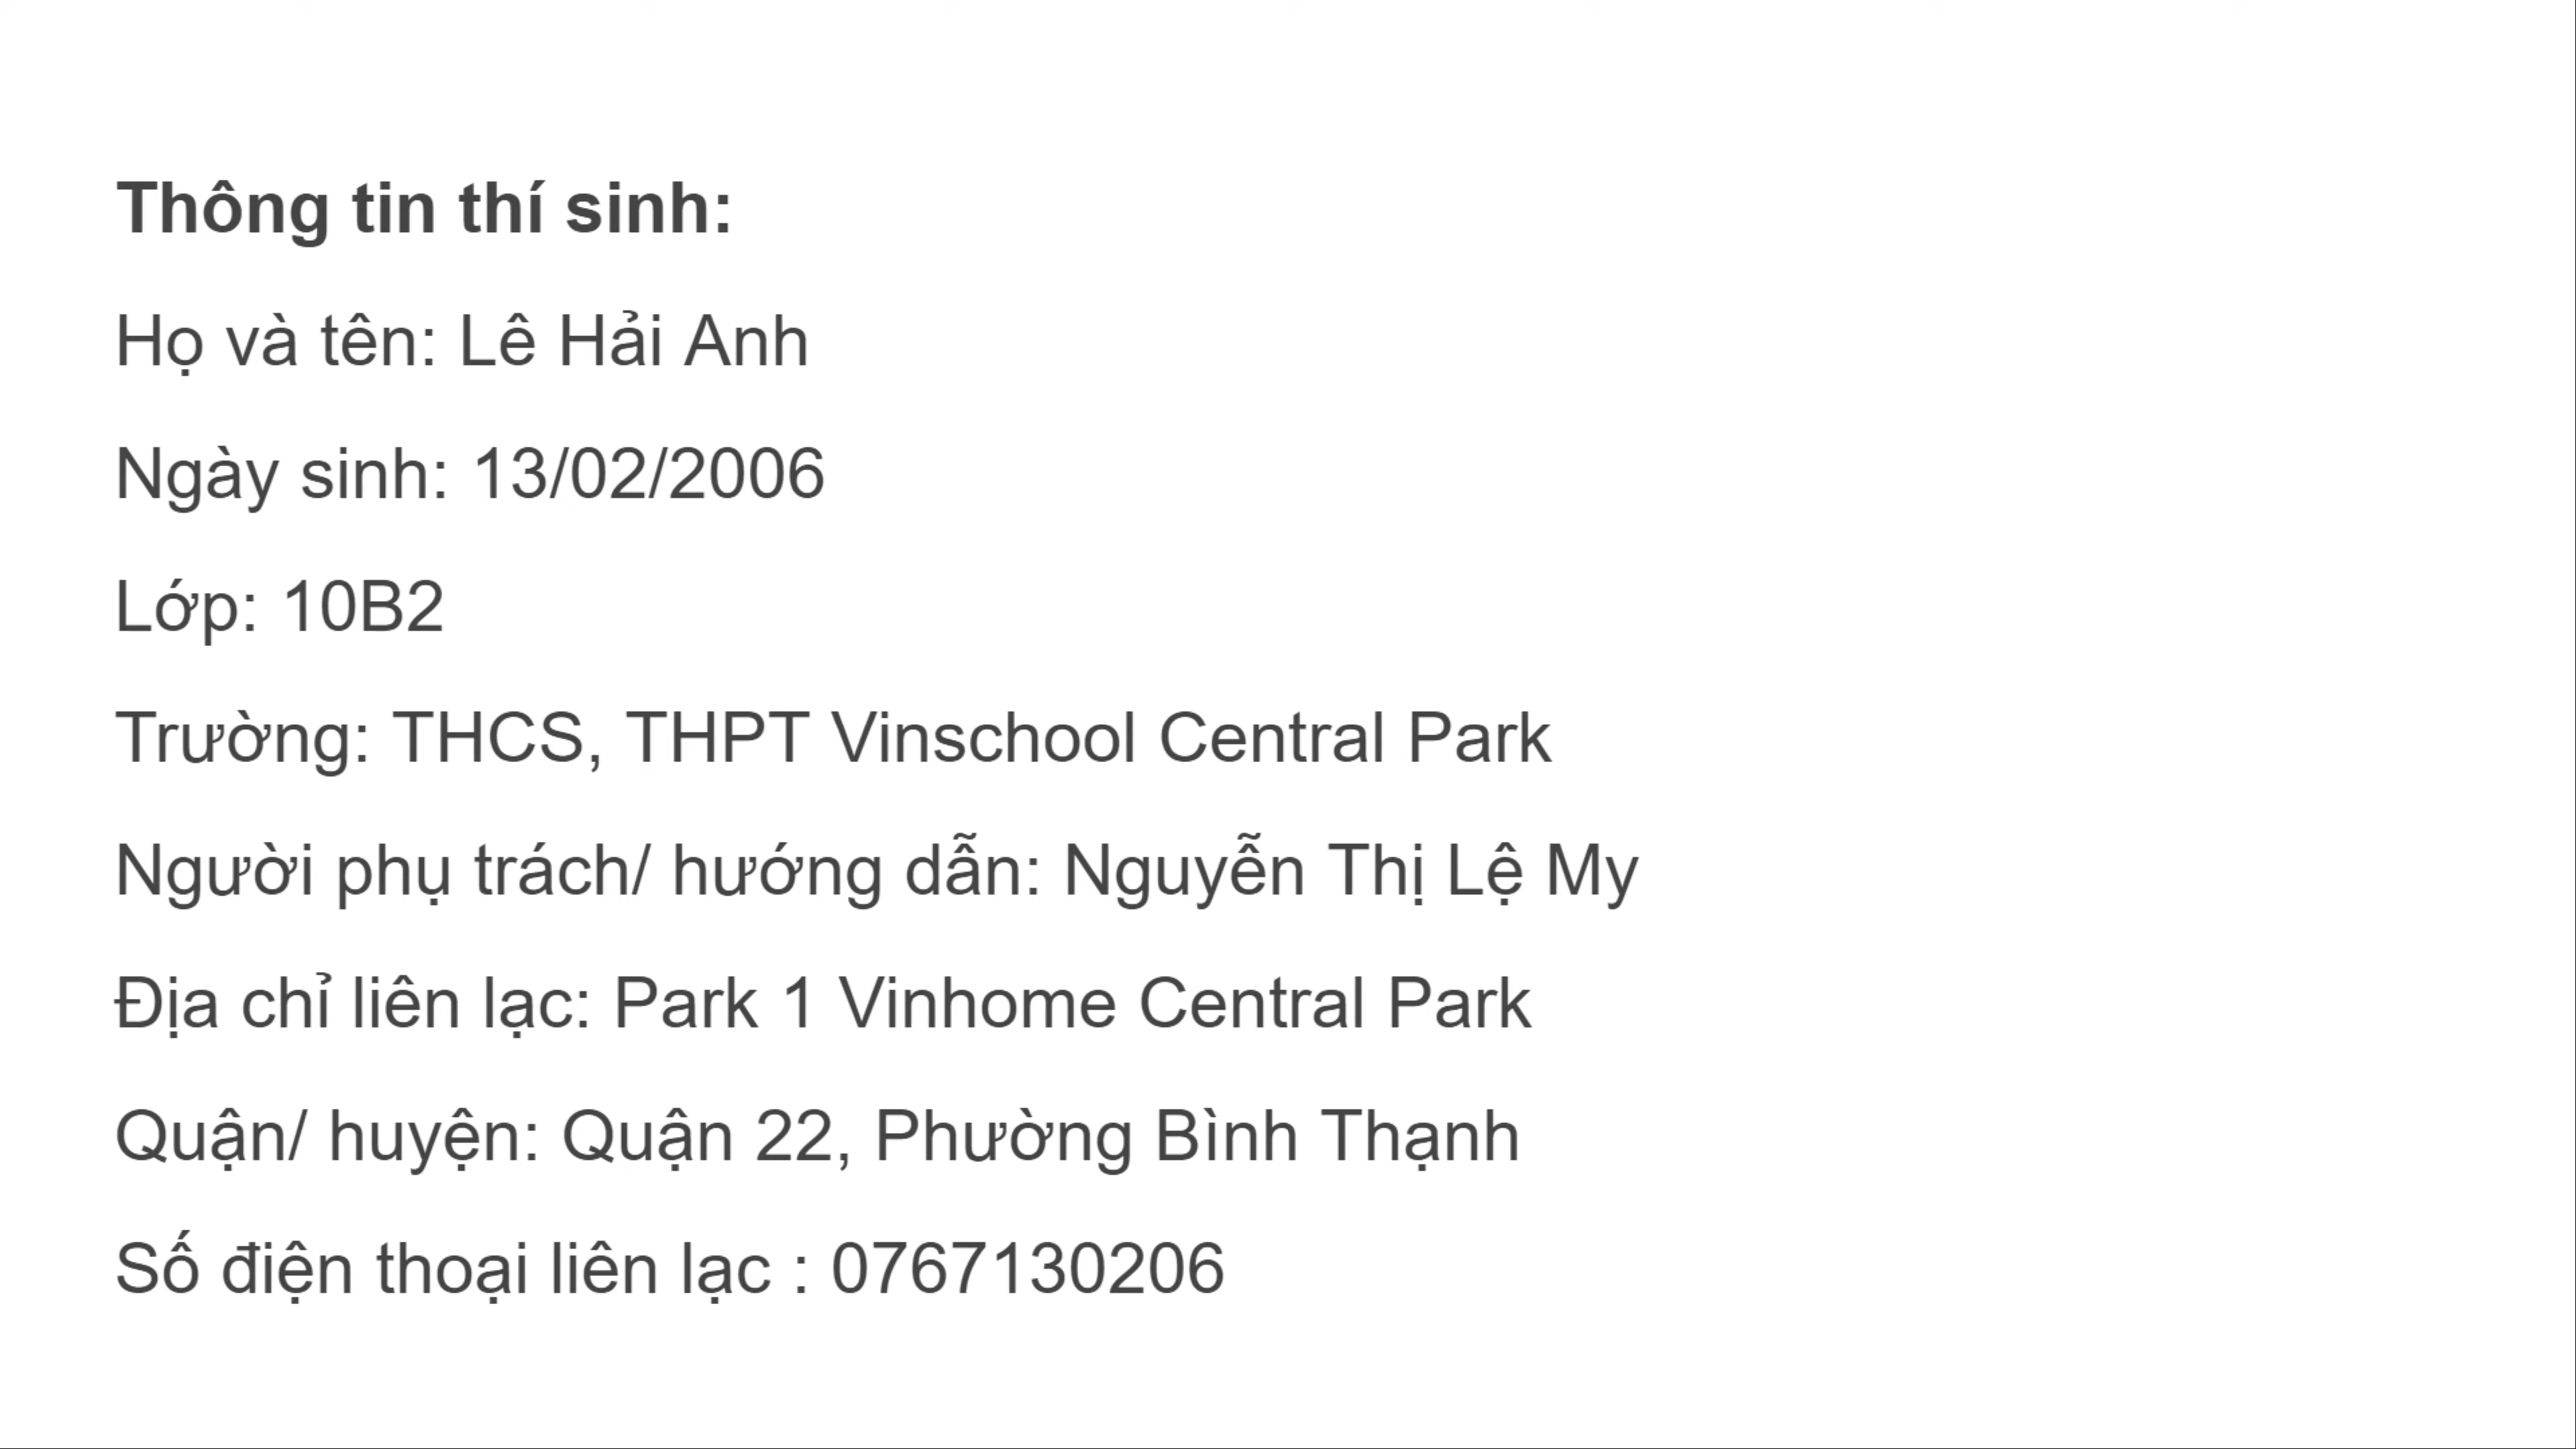 Thông tin thí sinh:
Họ và tên: Lê Hải Anh
Ngày sinh: 13/02/2006
Lớp: 10B2
Trường: THCS, THPT Vinschool Central Park
Người phụ trách/ hướng dẫn: Nguyễn Thị Lệ My
Địa chỉ liên lạc: Park 1 Vinhome Central Park
Quận/ huyện: Quận 22, Phường Bình Thạnh
Số điện thoại liên lạc : 0767130206